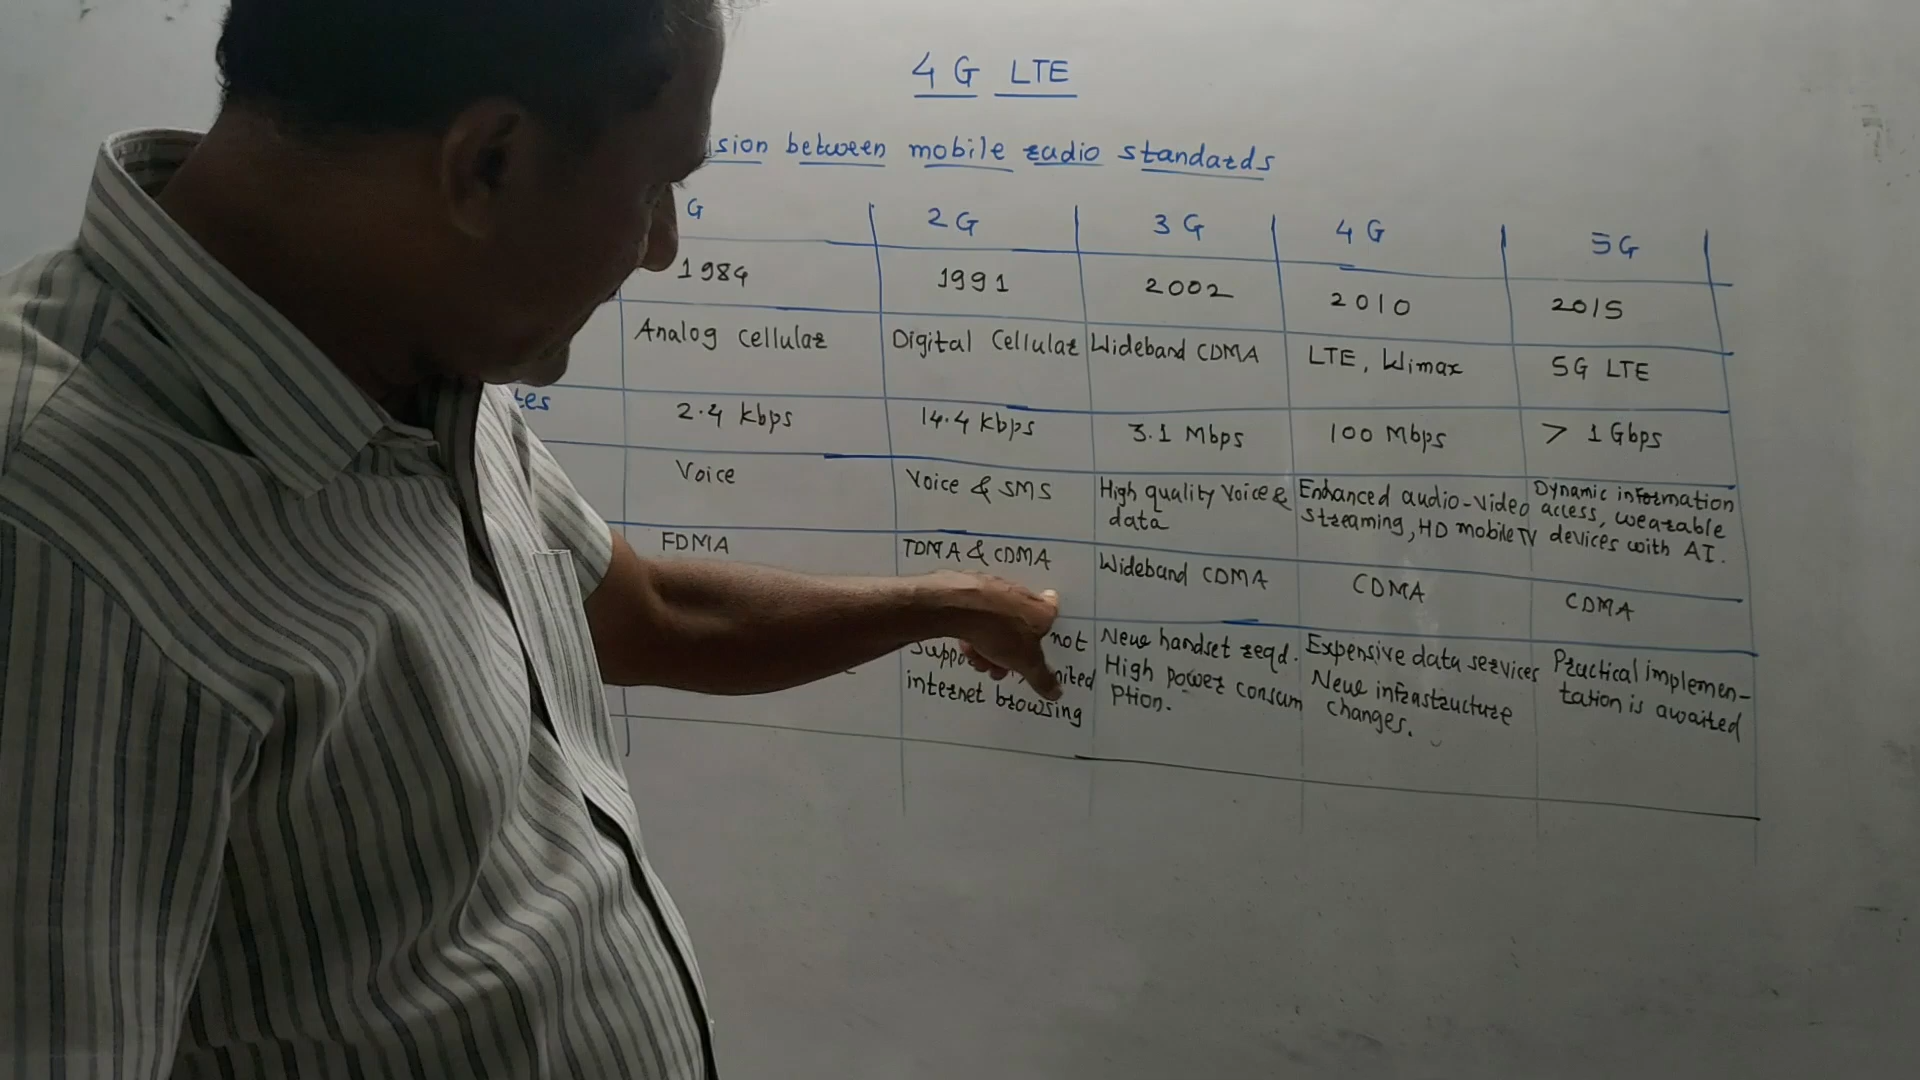 4G LTE
between mobile radio standards
G 2G 3G 4G 5G
1984 1991 2002 2010 2015
Analog Cellular Digital Cellular Wideband CDMA LTE, Wimax 5G LTE
2.4 kbps 14.4 kbps 3.1 Mbps 100 Mbps > 1 Gbps
Voice Voice & SMS High quality Voice & Enhanced audio-video Dynamic information
data streaming, HD mobile TV access, wearable
devices with AI.
FDMA TDMA & CDMA Wideband CDMA CDMA CDMA
not New handset reqd. Expensive data services Practical implemen-
internet browsing High power consum New infrastructure tation is awaited
ption. changes.